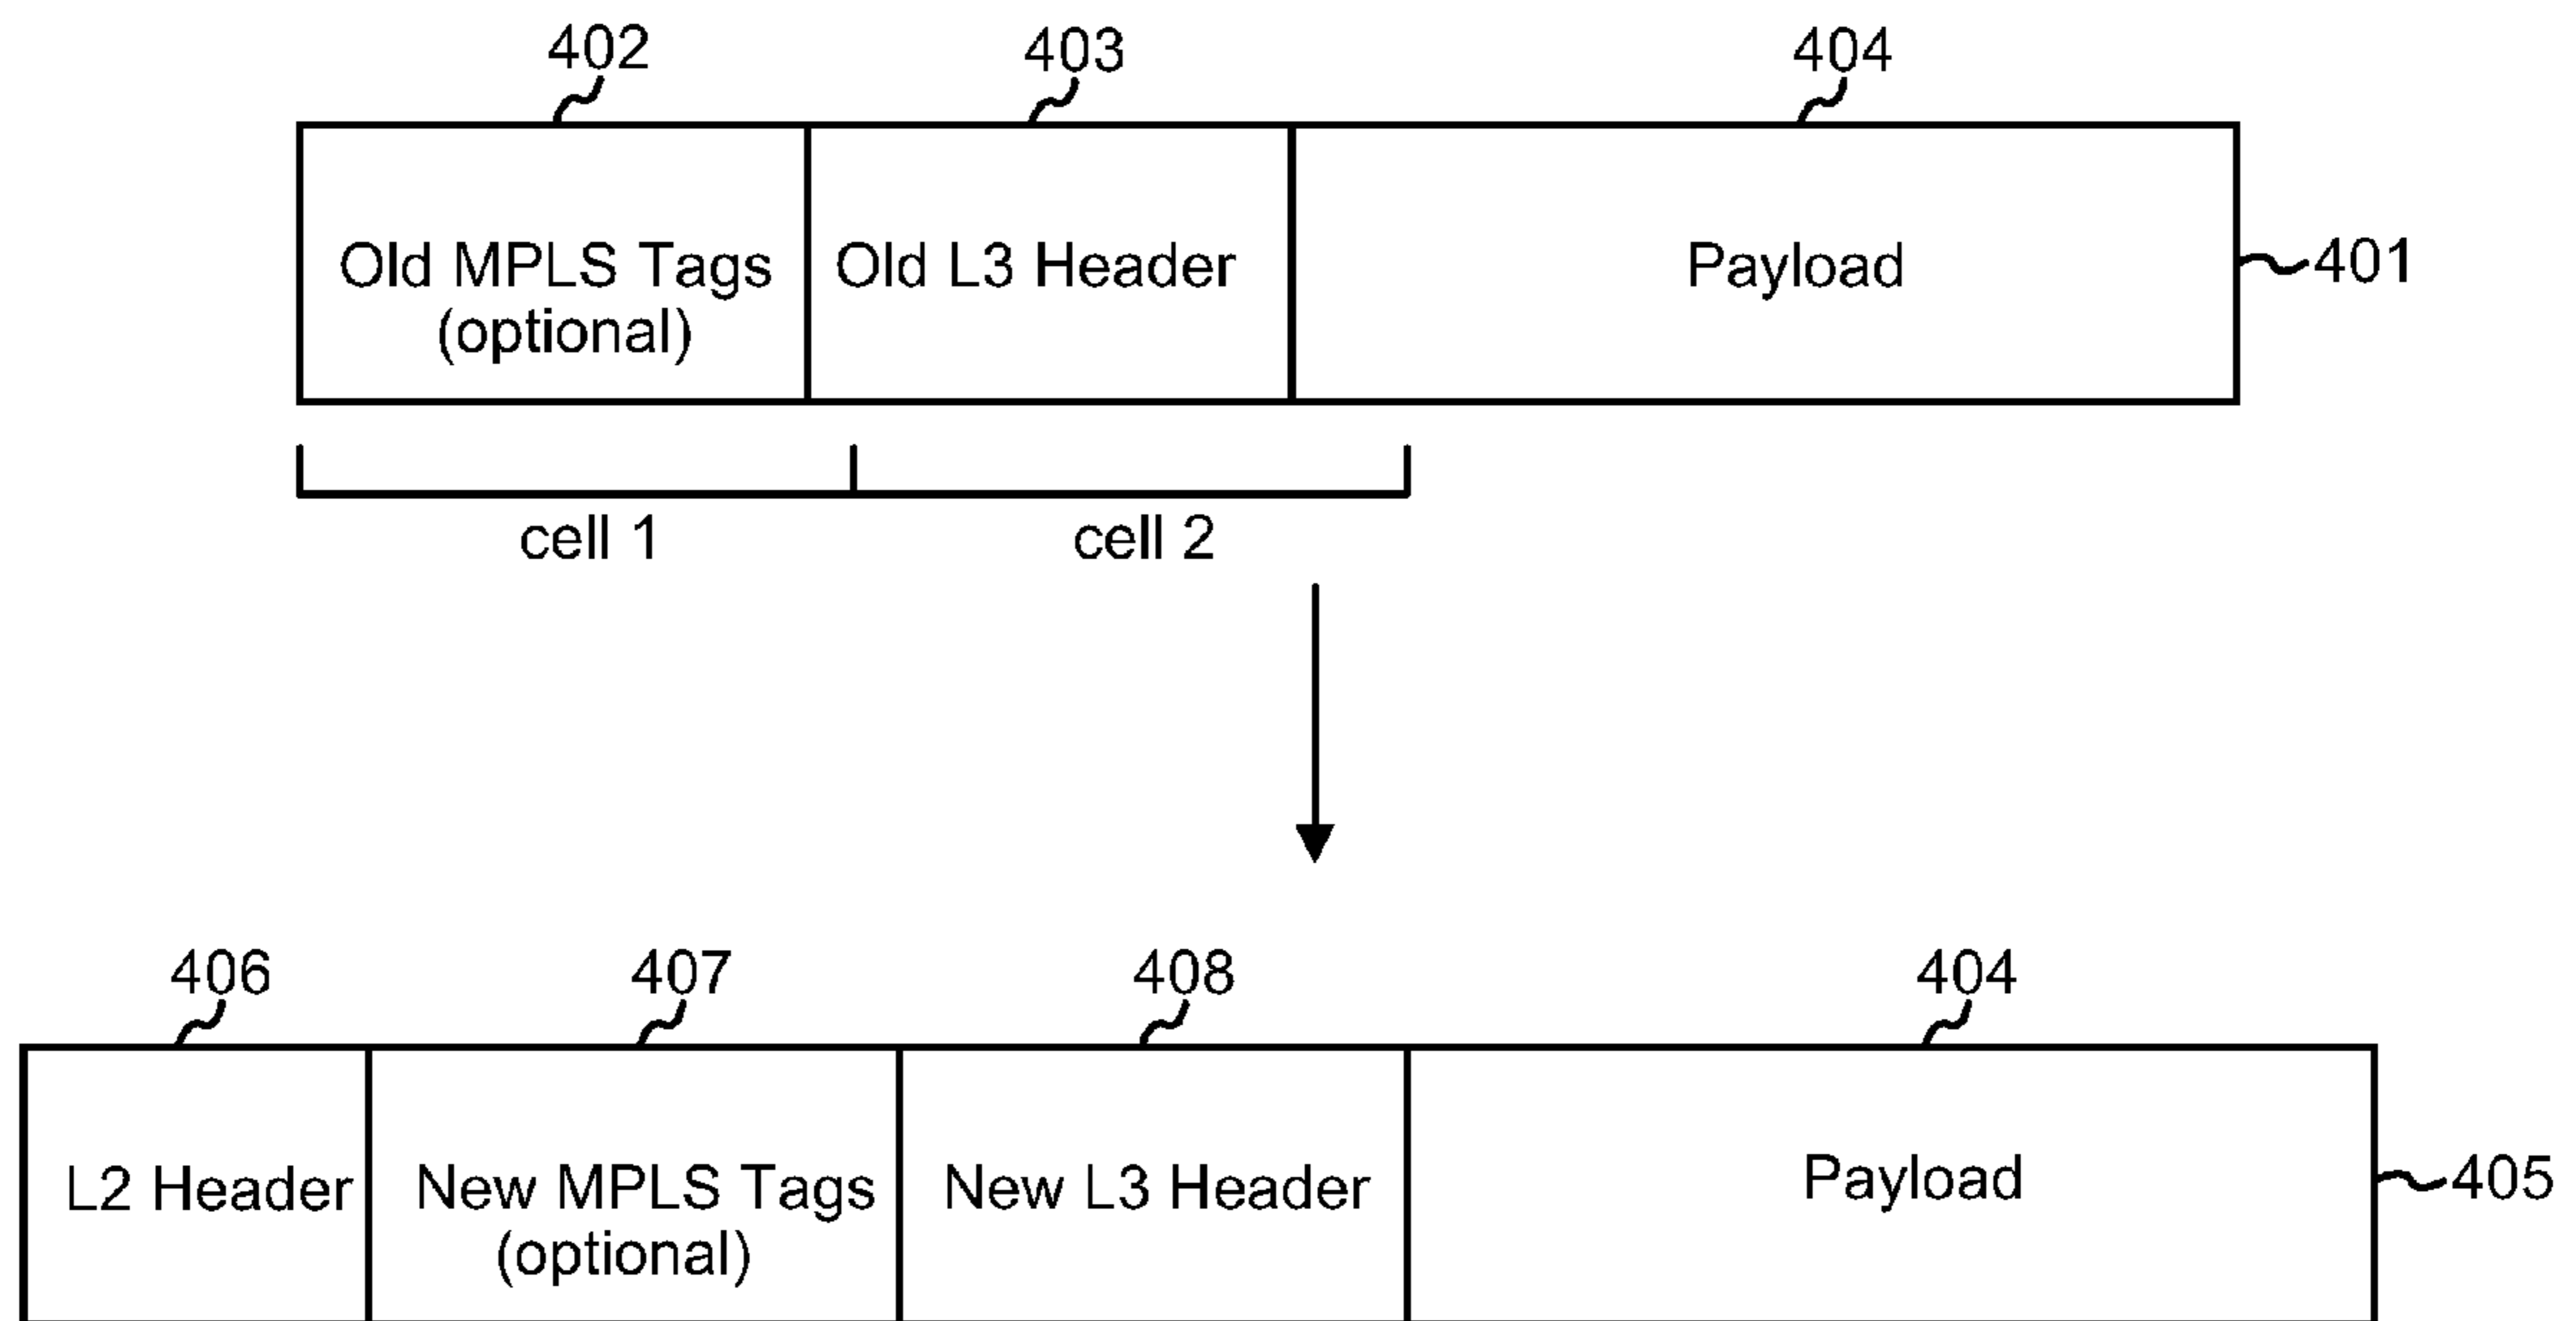 402 403 404
Old MPLS Tags Old L3 Header Payload 401
(optional)
cell 1 cell 2
406 407 408 404
L2 Header New MPLS Tags New L3 Header Payload 405
(optional)